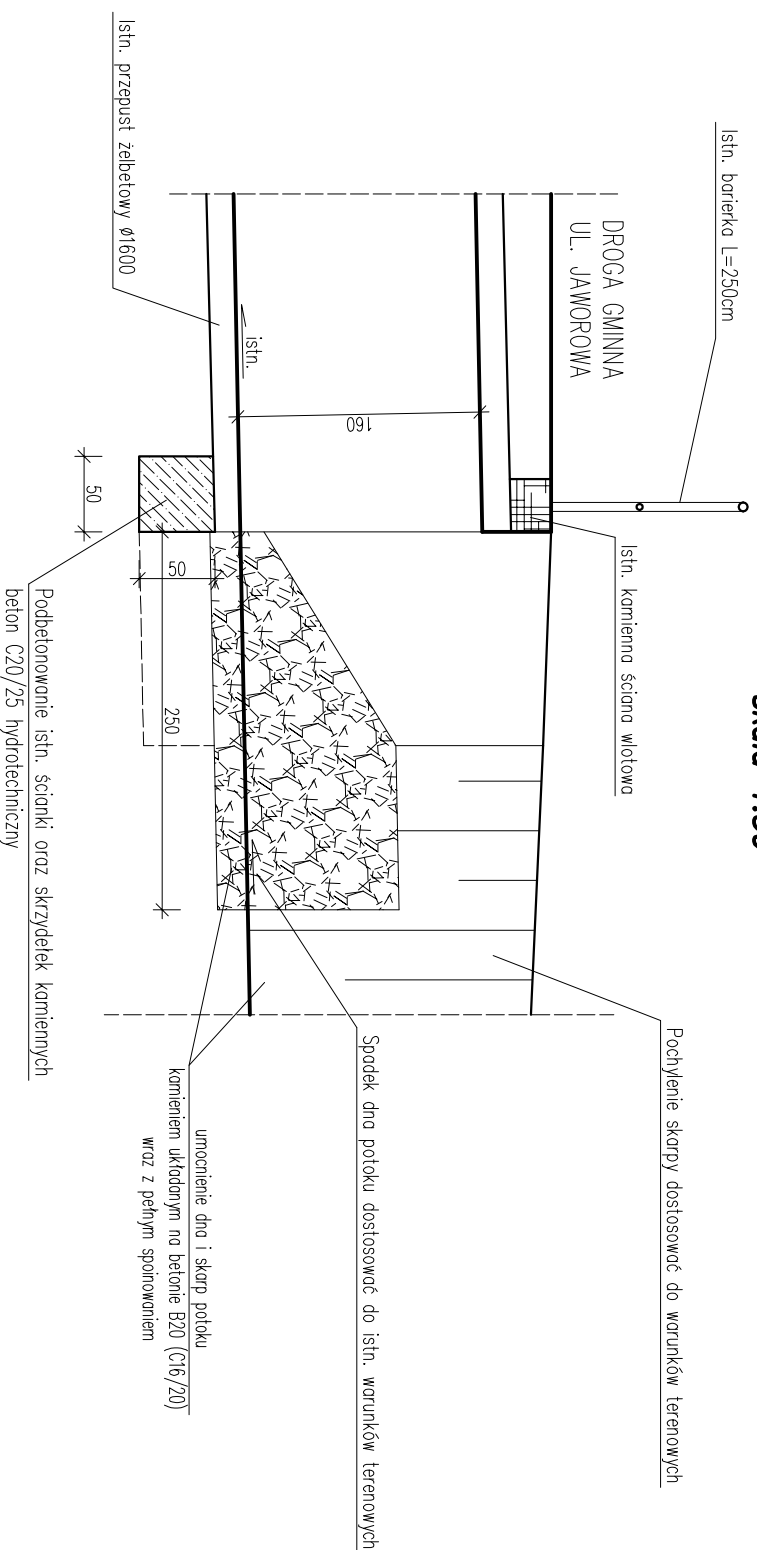 Istn. barierka L=250cm
DROGA GMINNA
UL. JAWOROWA
Istn. przepust żelbetowy Ø1600
istn.
160
50
50
250
Istn. kamienna ściana wlotowa
Pochylenie skarpy dostosować do warunków terenowych
Spadek dna potoku dostosować do istn. warunków terenowych
umocnienie dna i skarp potoku
kamieniem układanym na betonie B20 (C16/20)
wraz z pełnym spoinowaniem
Podbetonowanie istn. ścianki oraz skrzydełek kamiennych
beton C20/25 hydrotechniczny